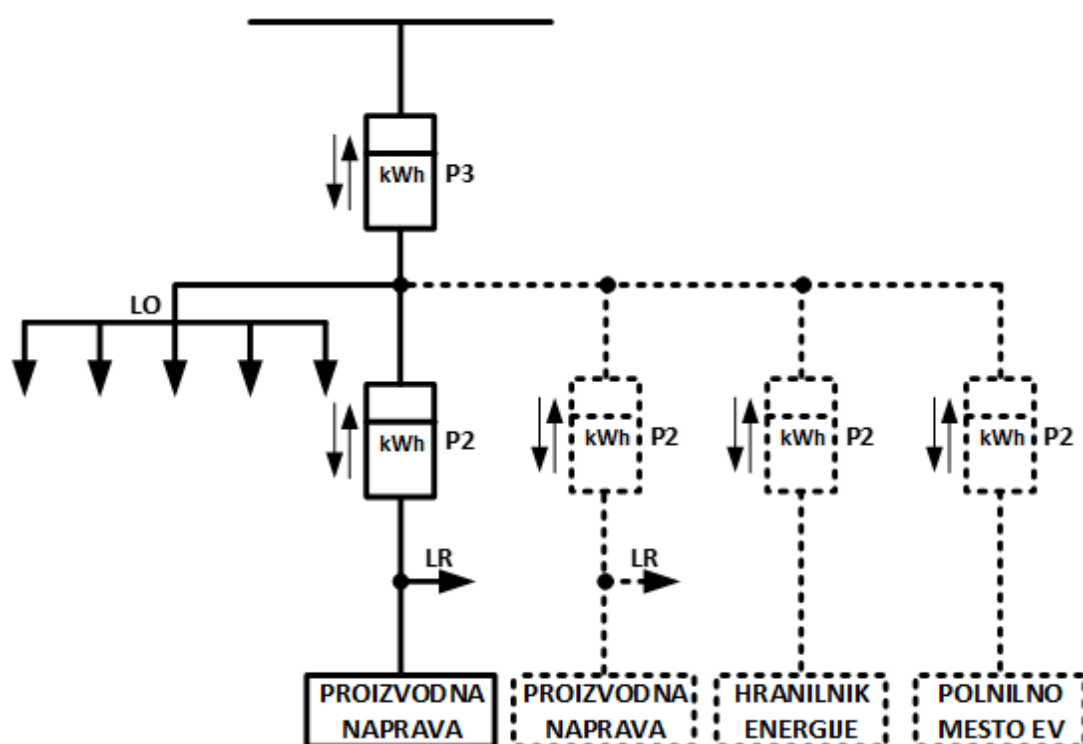 kWh P3
LO
kWh P2
kWh P2
kWh P2
kWh P2
LR
LR
PROIZVODNA
NAPRAVA
PROIZVODNA
NAPRAVA
HRANILNIK
ENERGIJE
POLNILNO
MESTO EV